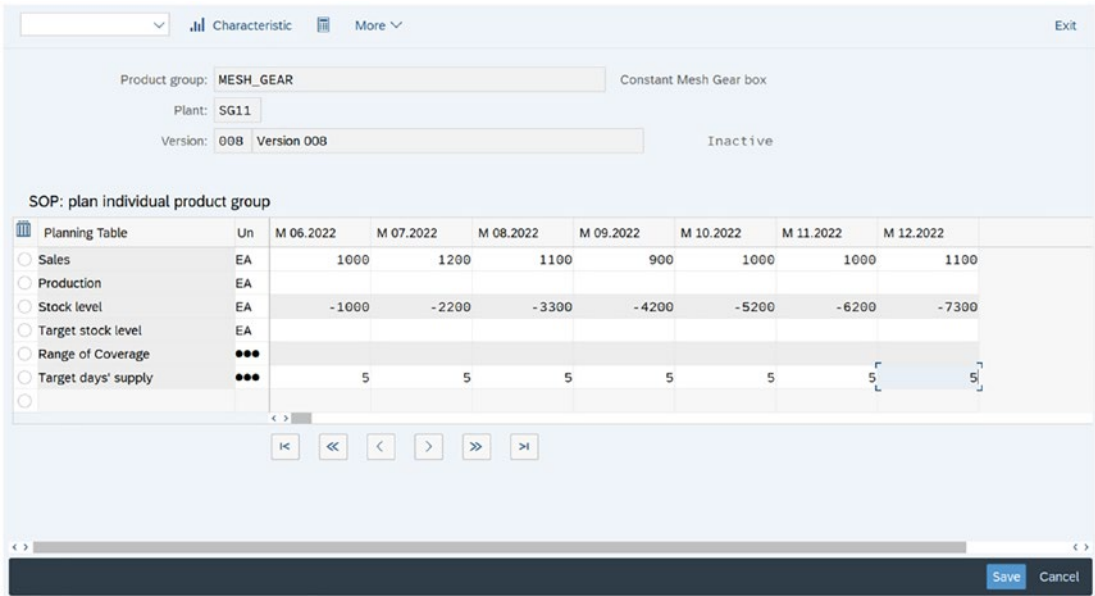 Characteristic More Exit
Product group: MESH_GEAR Constant Mesh Gear box
Plant: SG11
Version: 008 Version 008 Inactive
SOP: plan individual product group
Planning Table Un M 06.2022 M 07.2022 M 08.2022 M 09.2022 M 10.2022 M 11.2022 M 12.2022
Sales EA 1000 1200 1100 900 1000 1000 1100
Production EA
Stock level EA -1000 -2200 -3300 -4200 -5200 -6200 -7300
Target stock level EA
Range of Coverage ●●●
Target days' supply ●●● 5 5 5 5 5 5 5
Save Cancel